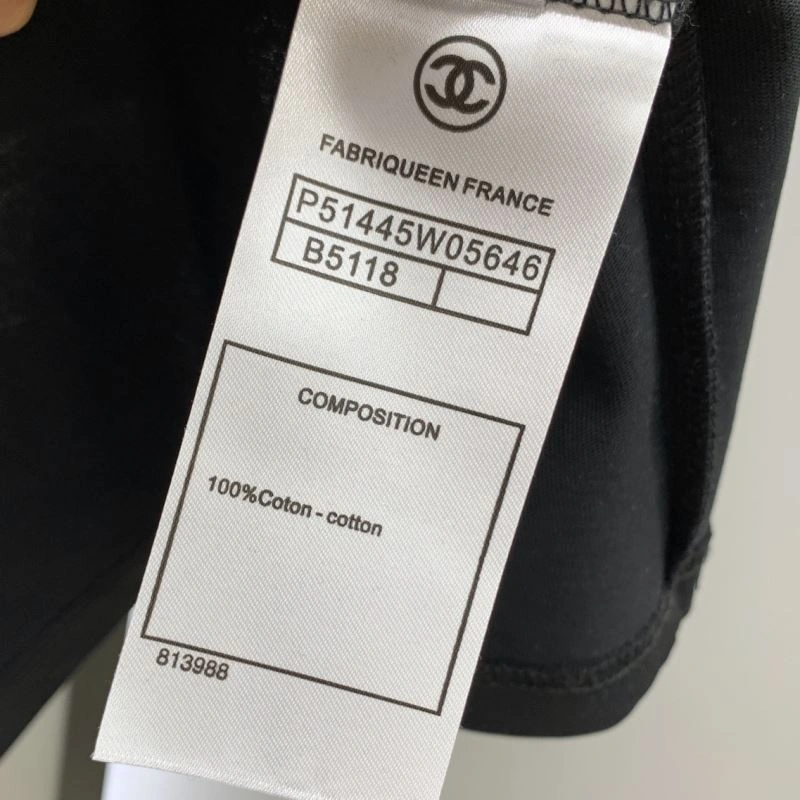 FABRIQUEEN FRANCE
P51445W05646
B5118
COMPOSITION
100%Coton - cotton
813988